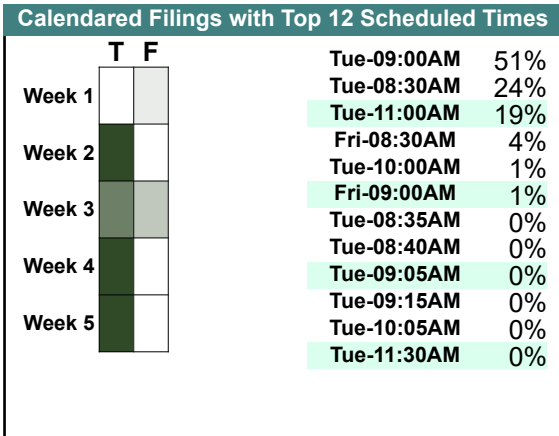 Calendared Filings with Top 12 Scheduled Times
T F
Week 1
Week 2
Week 3
Week 4
Week 5
Tue-09:00AM 51%
Tue-08:30AM 24%
Tue-11:00AM 19%
Fri-08:30AM 4%
Tue-10:00AM 1%
Fri-09:00AM 1%
Tue-08:35AM 0%
Tue-08:40AM 0%
Tue-09:05AM 0%
Tue-09:15AM 0%
Tue-10:05AM 0%
Tue-11:30AM 0%